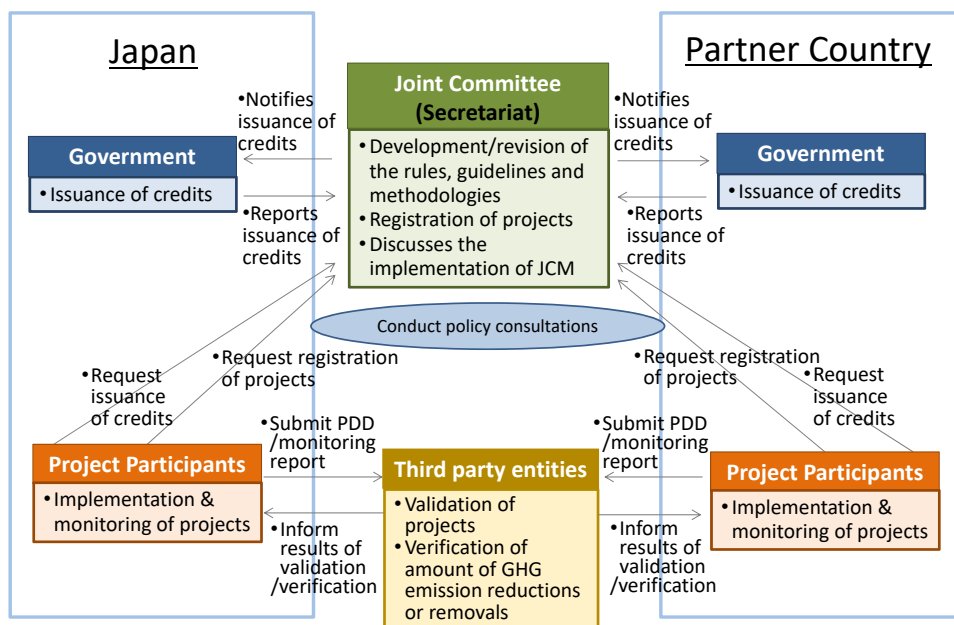 Japan
Partner Country
Joint Committee
(Secretariat)
•Development/revision of
the rules, guidelines and
methodologies
•Registration of projects
•Discusses the
implementation of JCM
•Notifies
issuance of
credits
•Notifies
issuance of
credits
Government
•Issuance of credits
Government
•Issuance of credits
•Reports
issuance of
credits
•Reports
issuance of
credits
Conduct policy consultations
•Request registration
of projects
•Request
issuance
of credits
•Request registration
of projects
•Request
issuance
of credits
•Submit PDD
/monitoring
report
•Submit PDD
/monitoring
report
Project Participants
•Implementation &
monitoring of projects
Third party entities
•Validation of
projects
•Verification of
amount of GHG
emission reductions
or removals
Project Participants
•Implementation &
monitoring of projects
•Inform
results of
validation
/verification
•Inform
results of
validation
/verification